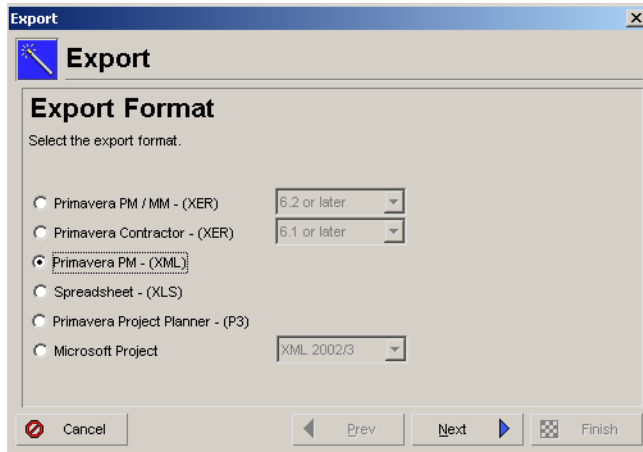 Export
Export
Export Format
Select the export format.
Primavera PM / MM - (XER) 6.2 or later
Primavera Contractor - (XER) 6.1 or later
Primavera PM - (XML)
Spreadsheet - (XLS)
Primavera Project Planner - (P3)
Microsoft Project XML 2002/3
Cancel Prev Next Finish